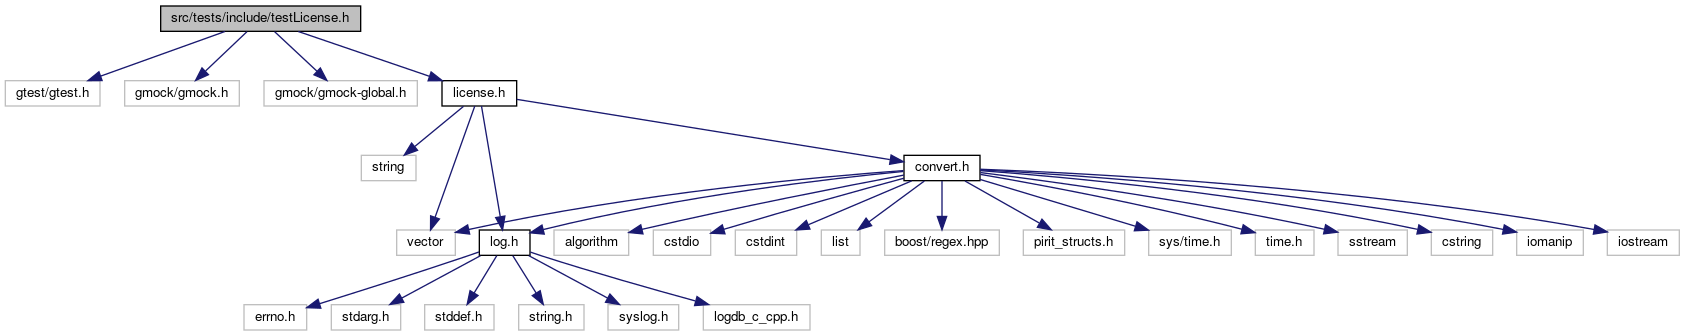 src/tests/include/testLicense.h
gtest/gtest.h
gmock/gmock.h
gmock/gmock-global.h
license.h
string
convert.h
vector
log.h
algorithm
cstdio
cstdint
list
boost/regex.hpp
pirit_structs.h
sys/time.h
time.h
sstream
cstring
iomanip
iostream
errno.h
stdarg.h
stddef.h
string.h
syslog.h
logdb_c_cpp.h